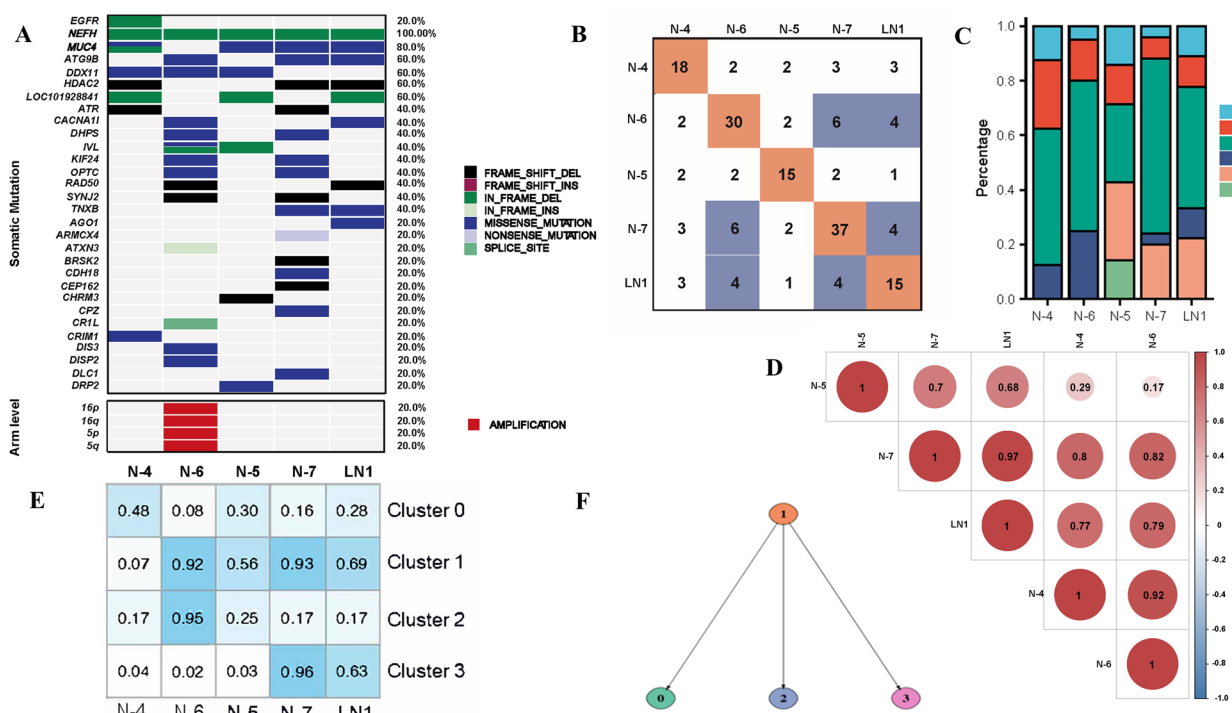 A
Somatic Mutation
EGFR 20.0%
NEFH 100.00%
MUC4 80.0%
ATG9B 60.0%
DDX11 60.0%
HDAC2 60.0%
LOC101928841 60.0%
ATR 40.0%
CACNA1I 40.0%
DHPS 40.0%
IVL 40.0%
KIF24 40.0%
OPTC 40.0%
RAD50 40.0%
SYNJ2 40.0%
TNXB 40.0%
AGO1 20.0%
ARMCX4 20.0%
ATXN3 20.0%
BRSK2 20.0%
CDH18 20.0%
CEP162 20.0%
CHRM3 20.0%
CPZ 20.0%
CR1L 20.0%
CRIM1 20.0%
DIS3 20.0%
DISP2 20.0%
DLC1 20.0%
DRP2 20.0%
FRAME_SHIFT_DEL
FRAME_SHIFT_INS
IN_FRAME_DEL
IN_FRAME_INS
MISSENSE_MUTATION
NONSENSE_MUTATION
SPLICE_SITE
Arm level
16p 20.0%
16q 20.0%
5p 20.0%
5q 20.0%
AMPLIFICATION
N-4 N-6 N-5 N-7 LN1
B
N-4 N-6 N-5 N-7 LN1
N-4 18 2 2 3 3
N-6 2 30 2 6 4
N-5 2 2 15 2 1
N-7 3 6 2 37 4
LN1 3 4 1 4 15
C
Percentage
1.0
0.8
0.6
0.4
0.2
0.0
N-4 N-6 N-5 N-7 LN1
D
N-5 N-7 LN1 N-4 N-6
N-5 1 0.7 0.68 0.29 0.17
N-7 1 0.97 0.8 0.82
LN1 1 0.77 0.79
N-4 1 0.92
N-6 1
1.0
0.8
0.6
0.4
0.2
0
-0.2
-0.4
-0.6
-0.8
-1.0
E
0.48 0.08 0.30 0.16 0.28 Cluster 0
0.07 0.92 0.56 0.93 0.69 Cluster 1
0.17 0.95 0.25 0.17 0.17 Cluster 2
0.04 0.02 0.03 0.96 0.63 Cluster 3
N-4 N-6 N-5 N-7 LN1
F
1
0 2 3